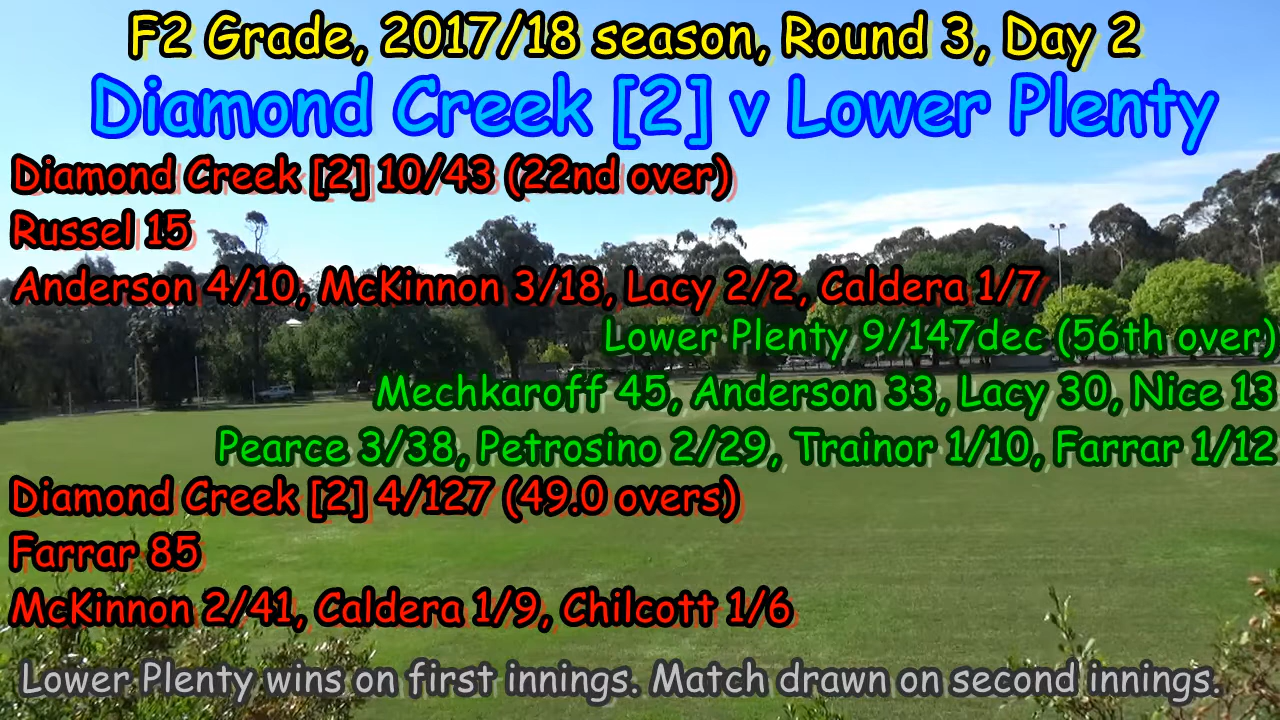 F2 Grade, 2017/18 season, Round 3, Day 2
Diamond Creek [2] v Lower Plenty
Diamond Creek [2] 10/43 (22nd over)
Russel 15
Anderson 4/10, McKinnon 3/18, Lacy 2/2, Caldera 1/7
Lower Plenty 9/147dec (56th over)
Mechkaroff 45, Anderson 33, Lacy 30, Nice 13
Pearce 3/38, Petrosino 2/29, Trainor 1/10, Farrar 1/12
Diamond Creek [2] 4/127 (49.0 overs)
Farrar 85
McKinnon 2/41, Caldera 1/9, Chilcott 1/6
Lower Plenty wins on first innings. Match drawn on second innings.